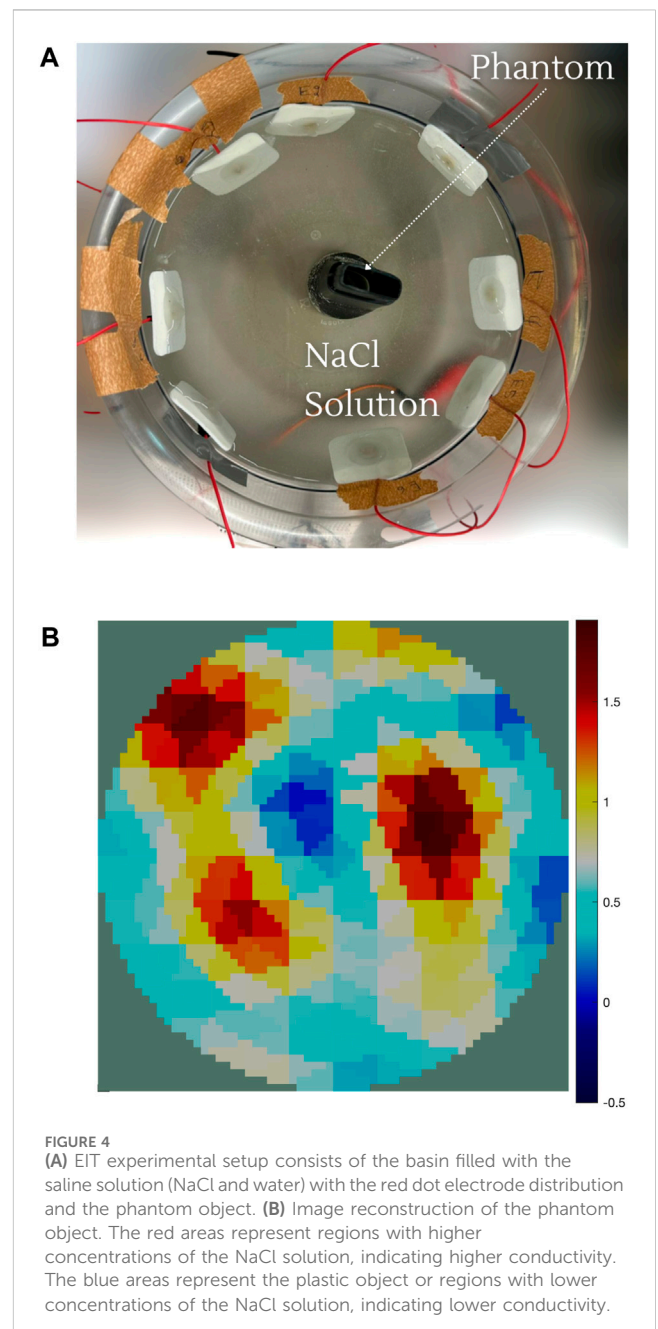 A
Phantom
NaCl
Solution
B
1.5
1
0.5
0
-0.5
FIGURE 4
(A) EIT experimental setup consists of the basin filled with the
saline solution (NaCl and water) with the red dot electrode distribution
and the phantom object. (B) Image reconstruction of the phantom
object. The red areas represent regions with higher
concentrations of the NaCl solution, indicating higher conductivity.
The blue areas represent the plastic object or regions with lower
concentrations of the NaCl solution, indicating lower conductivity.